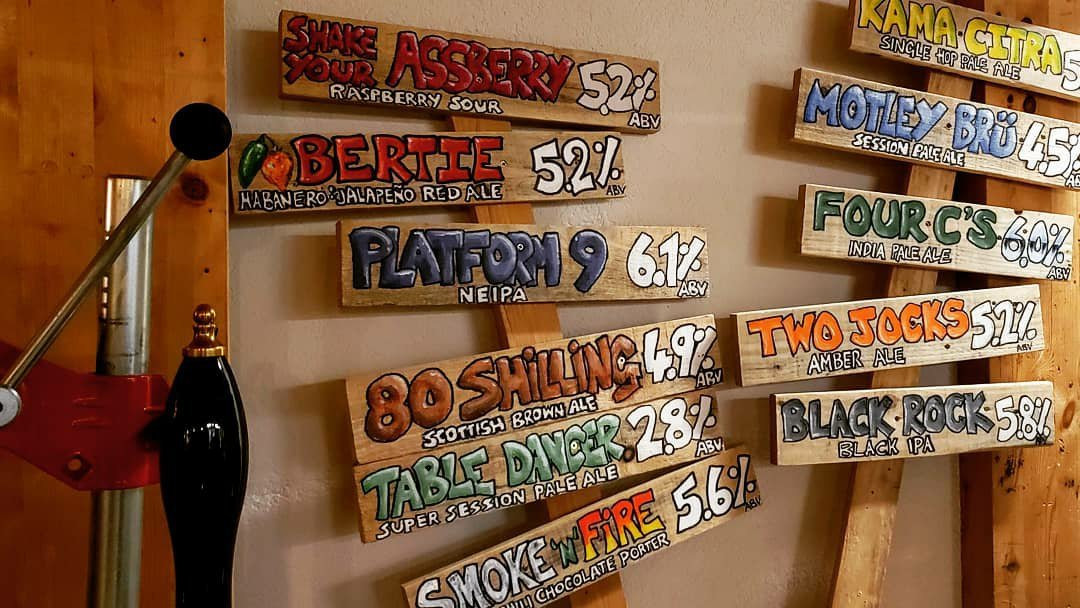 SHAKE YOUR ASSBERRY 5.2% ABV
RASPBERRY SOUR
BERTIE 5.2% ABV
HABANERO & JALAPEÑO RED ALE
PLATFORM 9 6.1% ABV
NEIPA
80 SHILLING 4.9% ABV
SCOTTISH BROWN ALE
TABLE DANCER 2.8% ABV
SUPER SESSION PALE ALE
SMOKE 'N' FIRE 5.6% ABV
CHOCOLATE PORTER
KAMA·CITRA 5
SINGLE HOP PALE ALE
MOTLEY BRÜ 4.5%
SESSION PALE ALE
FOUR·C'S 6.0% ABV
INDIA PALE ALE
TWO JOCKS 5.2% ABV
AMBER ALE
BLACK·ROCK 5.8% ABV
BLACK IPA